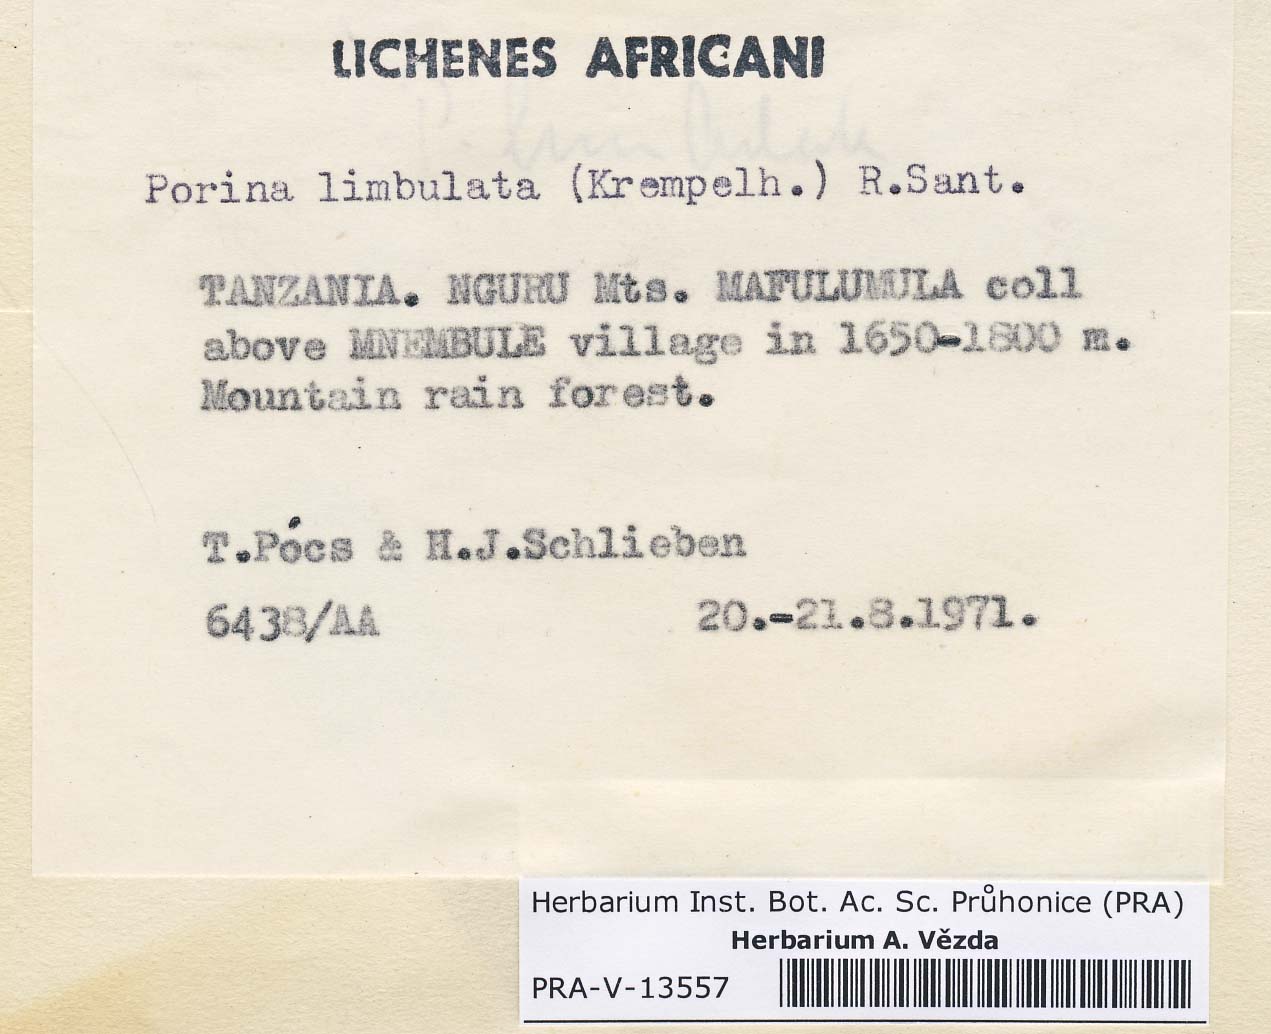 LICHENES AFRICANI
Porina limbulata (Krempelh.) R.Sant.
TANZANIA. NGURU Mts. MAFULUMULA coll
above MNEMBULE village in 1650-1800 m.
Mountain rain forest.
T.Pócs & H.J.Schlieben
6438/AA 20.-21.8.1971.
Herbarium Inst. Bot. Ac. Sc. Průhonice (PRA)
Herbarium A. Vězda
PRA-V-13557